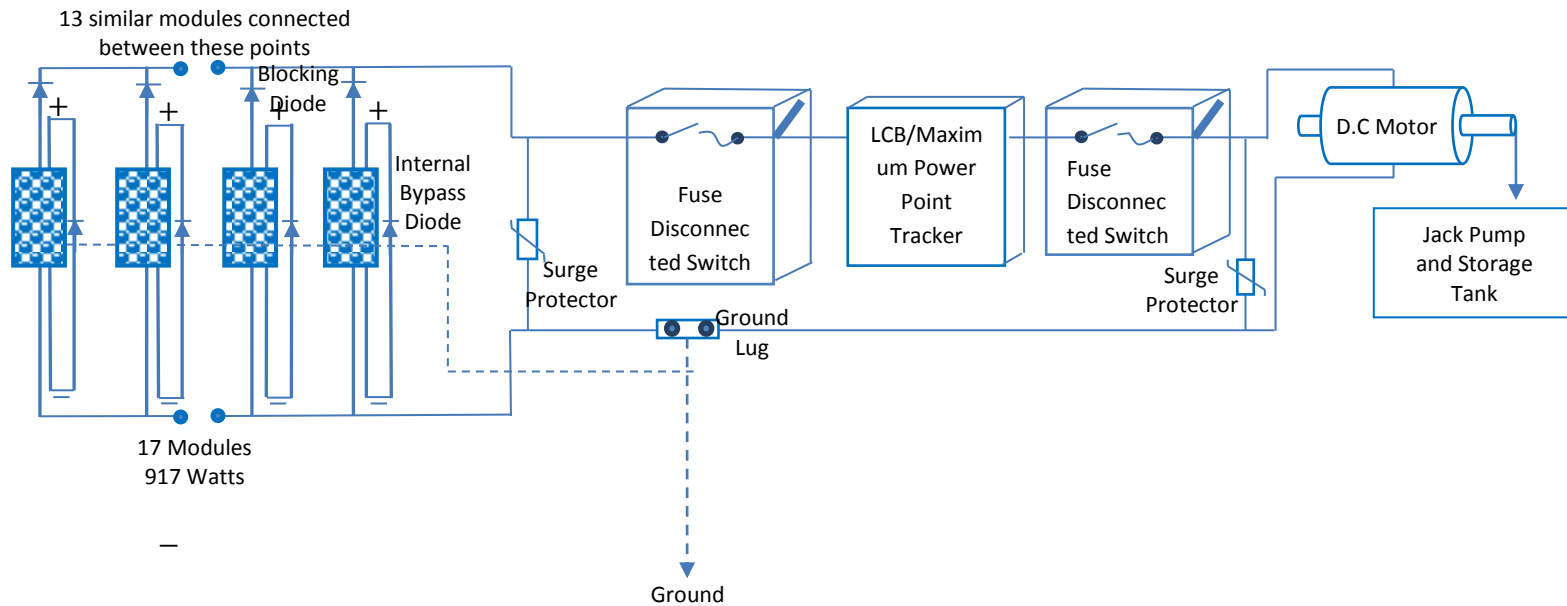 13 similar modules connected
between these points
Blocking
Diode
+
+
+
+
Internal
Bypass
Diode
17 Modules
917 Watts
Surge
Protector
Fuse
Disconnec
ted Switch
LCB/Maxim
um Power
Point
Tracker
Fuse
Disconnec
ted Switch
Surge
Protector
D.C Motor
Jack Pump
and Storage
Tank
Ground
Lug
Ground